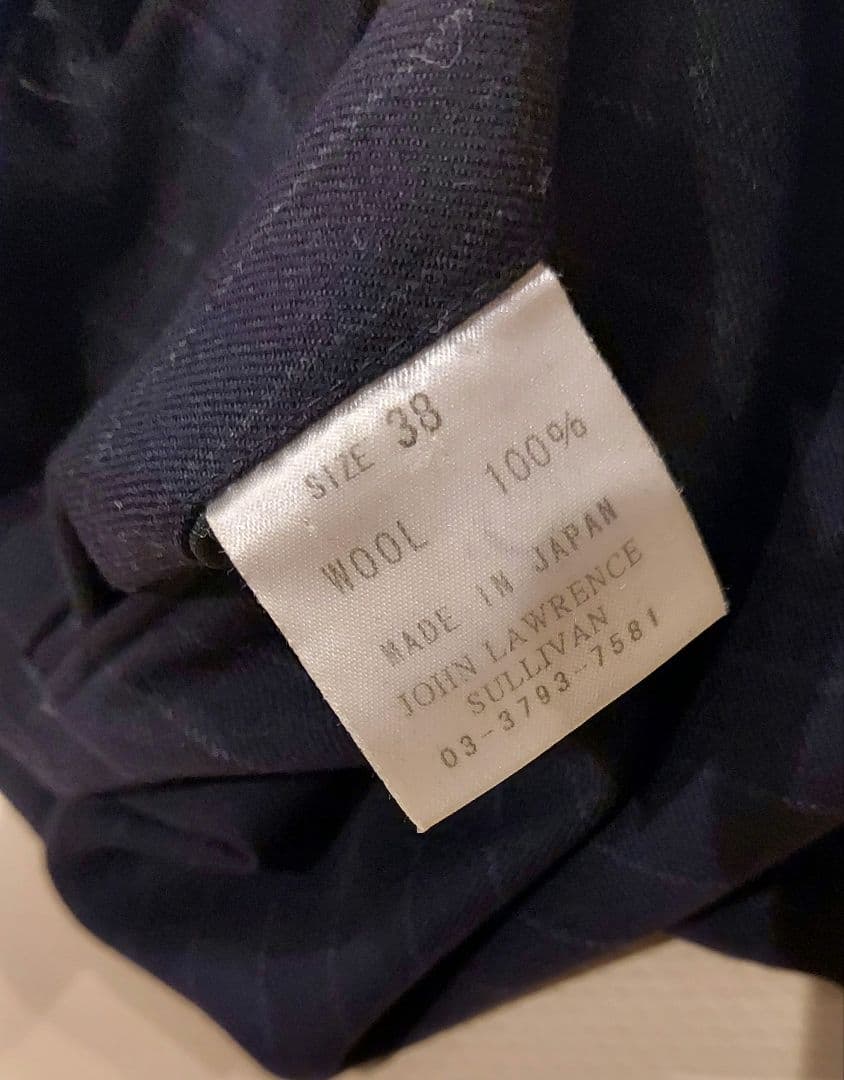 SIZE 38
WOOL 100%
MADE IN JAPAN
JOHN LAWRENCE
SULLIVAN
03-3793-7581